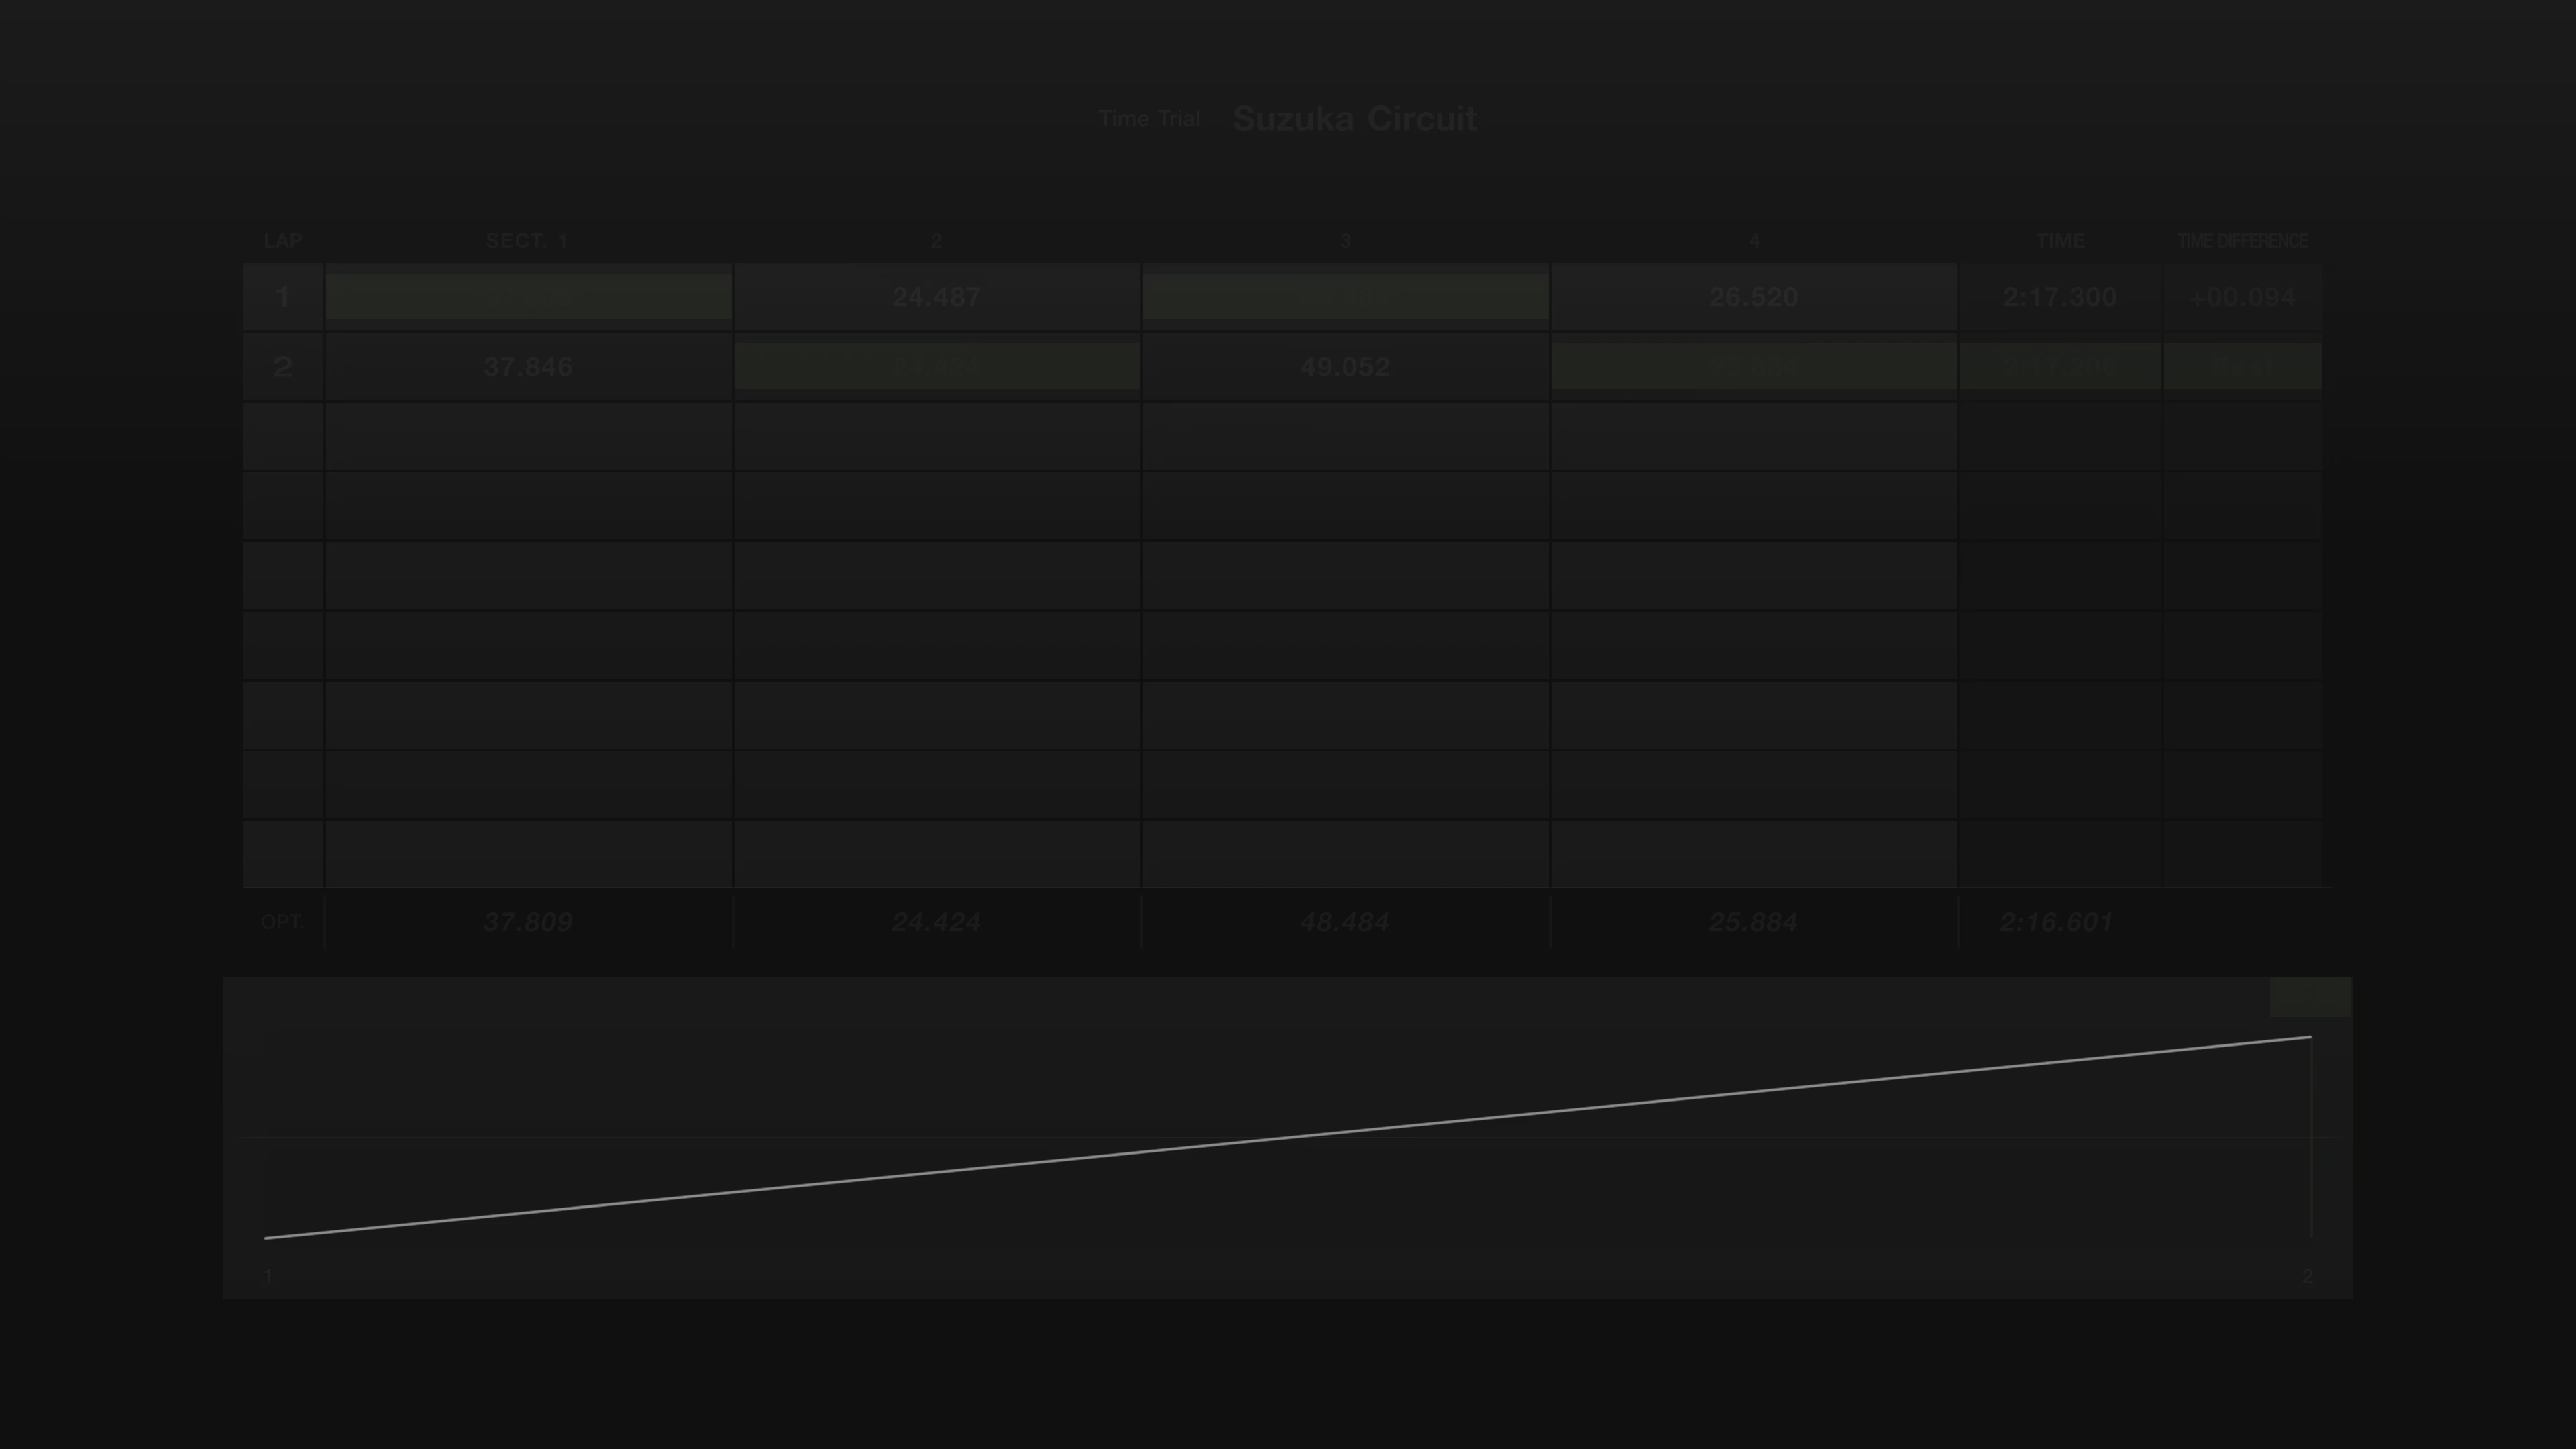 Time Trial Suzuka Circuit
LAP SECT. 1 2 3 4 TIME TIME DIFFERENCE
1 24.487 26.520 2:17.300 +00.094
2 37.846 49.052
OPT. 37.809 24.424 48.484 25.884 2:16.601
1 2